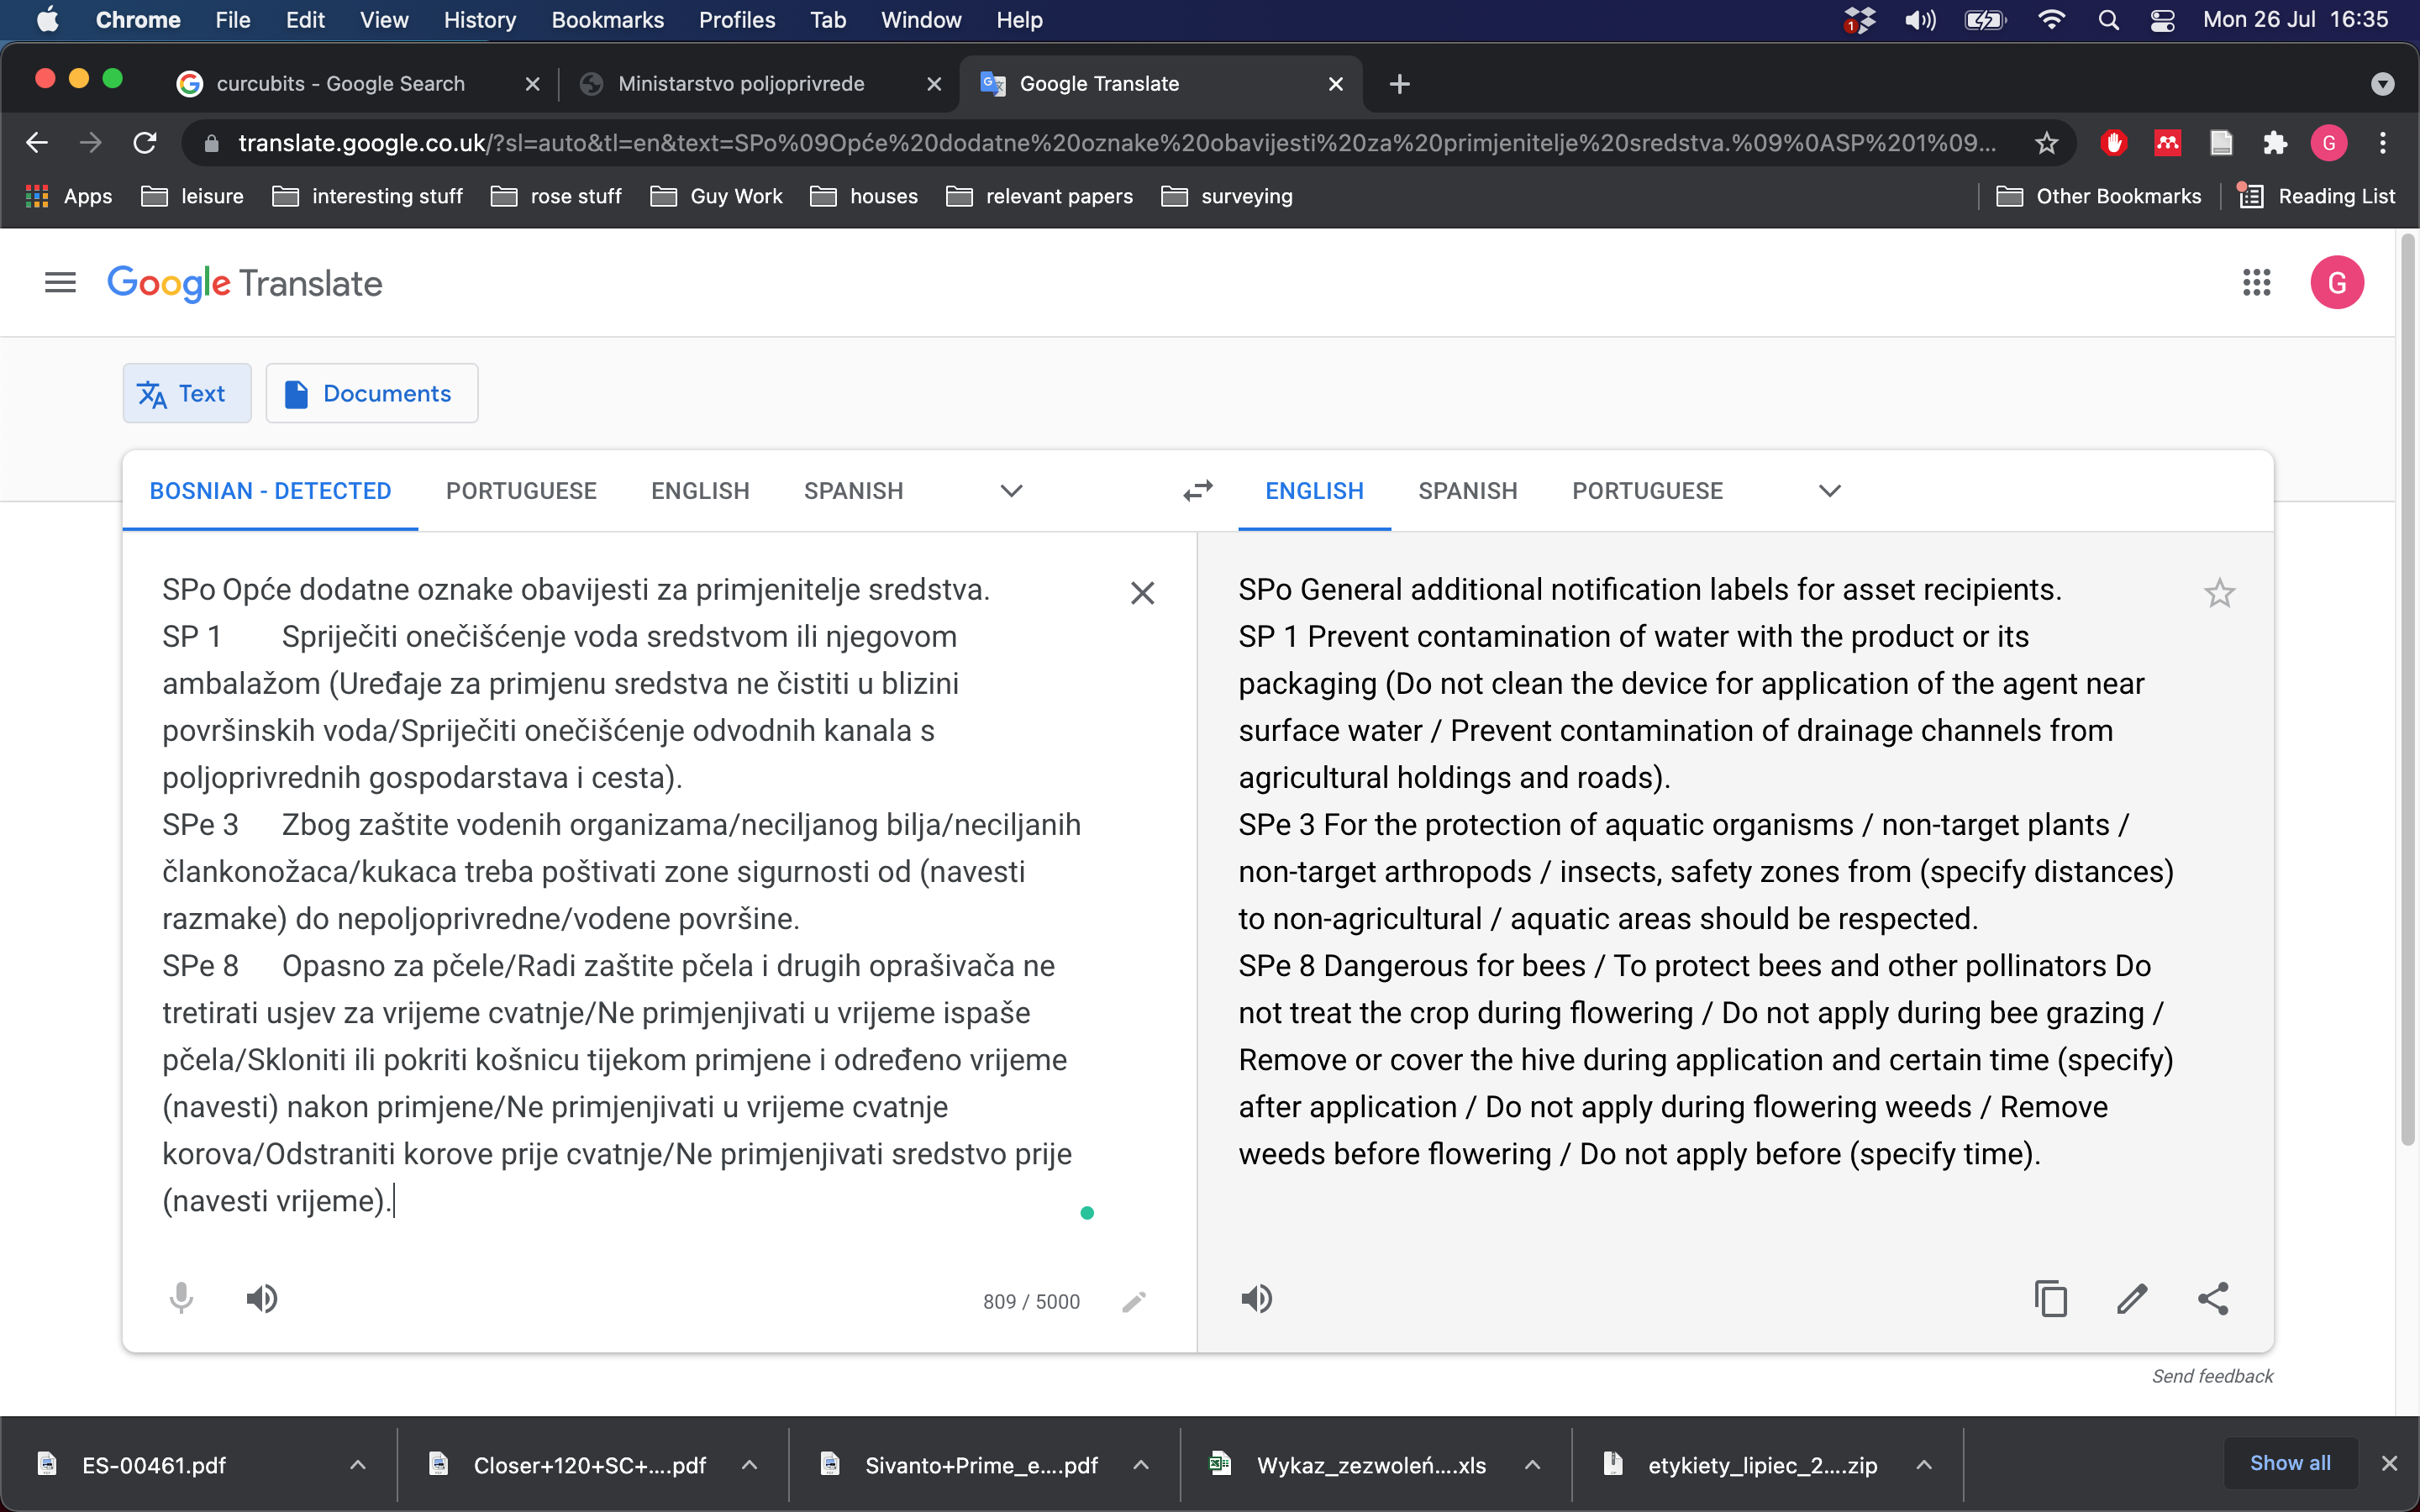 Chrome File Edit View History Bookmarks Profiles Tab Window Help 1 Mon 26 Jul 16:35
curcubits - Google Search Ministarstvo poljoprivrede Google Translate
translate.google.co.uk/?sl=auto&tl=en&text=SPo%09Opće%20dodatne%20oznake%20obavijesti%20za%20primjenitelje%20sredstva.%09%0ASP%201%09... G
Apps leisure interesting stuff rose stuff Guy Work houses relevant papers surveying Other Bookmarks Reading List
Google Translate G
Text Documents
BOSNIAN - DETECTED PORTUGUESE ENGLISH SPANISH
SPo Opće dodatne oznake obavijesti za primjenitelje sredstva.
SP 1 Spriječiti onečišćenje voda sredstvom ili njegovom
ambalažom (Uređaje za primjenu sredstva ne čistiti u blizini
površinskih voda/Spriječiti onečišćenje odvodnih kanala s
poljoprivrednih gospodarstava i cesta).
SPe 3 Zbog zaštite vodenih organizama/neciljanog bilja/neciljanih
člankonožaca/kukaca treba poštivati zone sigurnosti od (navesti
razmake) do nepoljoprivredne/vodene površine.
SPe 8 Opasno za pčele/Radi zaštite pčela i drugih oprašivača ne
tretirati usjev za vrijeme cvatnje/Ne primjenjivati u vrijeme ispaše
pčela/Skloniti ili pokriti košnicu tijekom primjene i određeno vrijeme
(navesti) nakon primjene/Ne primjenjivati u vrijeme cvatnje
korova/Odstraniti korove prije cvatnje/Ne primjenjivati sredstvo prije
(navesti vrijeme).
809 / 5000
ENGLISH SPANISH PORTUGUESE
SPo General additional notification labels for asset recipients.
SP 1 Prevent contamination of water with the product or its
packaging (Do not clean the device for application of the agent near
surface water / Prevent contamination of drainage channels from
agricultural holdings and roads).
SPe 3 For the protection of aquatic organisms / non-target plants /
non-target arthropods / insects, safety zones from (specify distances)
to non-agricultural / aquatic areas should be respected.
SPe 8 Dangerous for bees / To protect bees and other pollinators Do
not treat the crop during flowering / Do not apply during bee grazing /
Remove or cover the hive during application and certain time (specify)
after application / Do not apply during flowering weeds / Remove
weeds before flowering / Do not apply before (specify time).
Send feedback
ES-00461.pdf Closer+120+SC+....pdf Sivanto+Prime_e....pdf Wykaz_zezwoleń....xls etykiety_lipiec_2....zip Show all